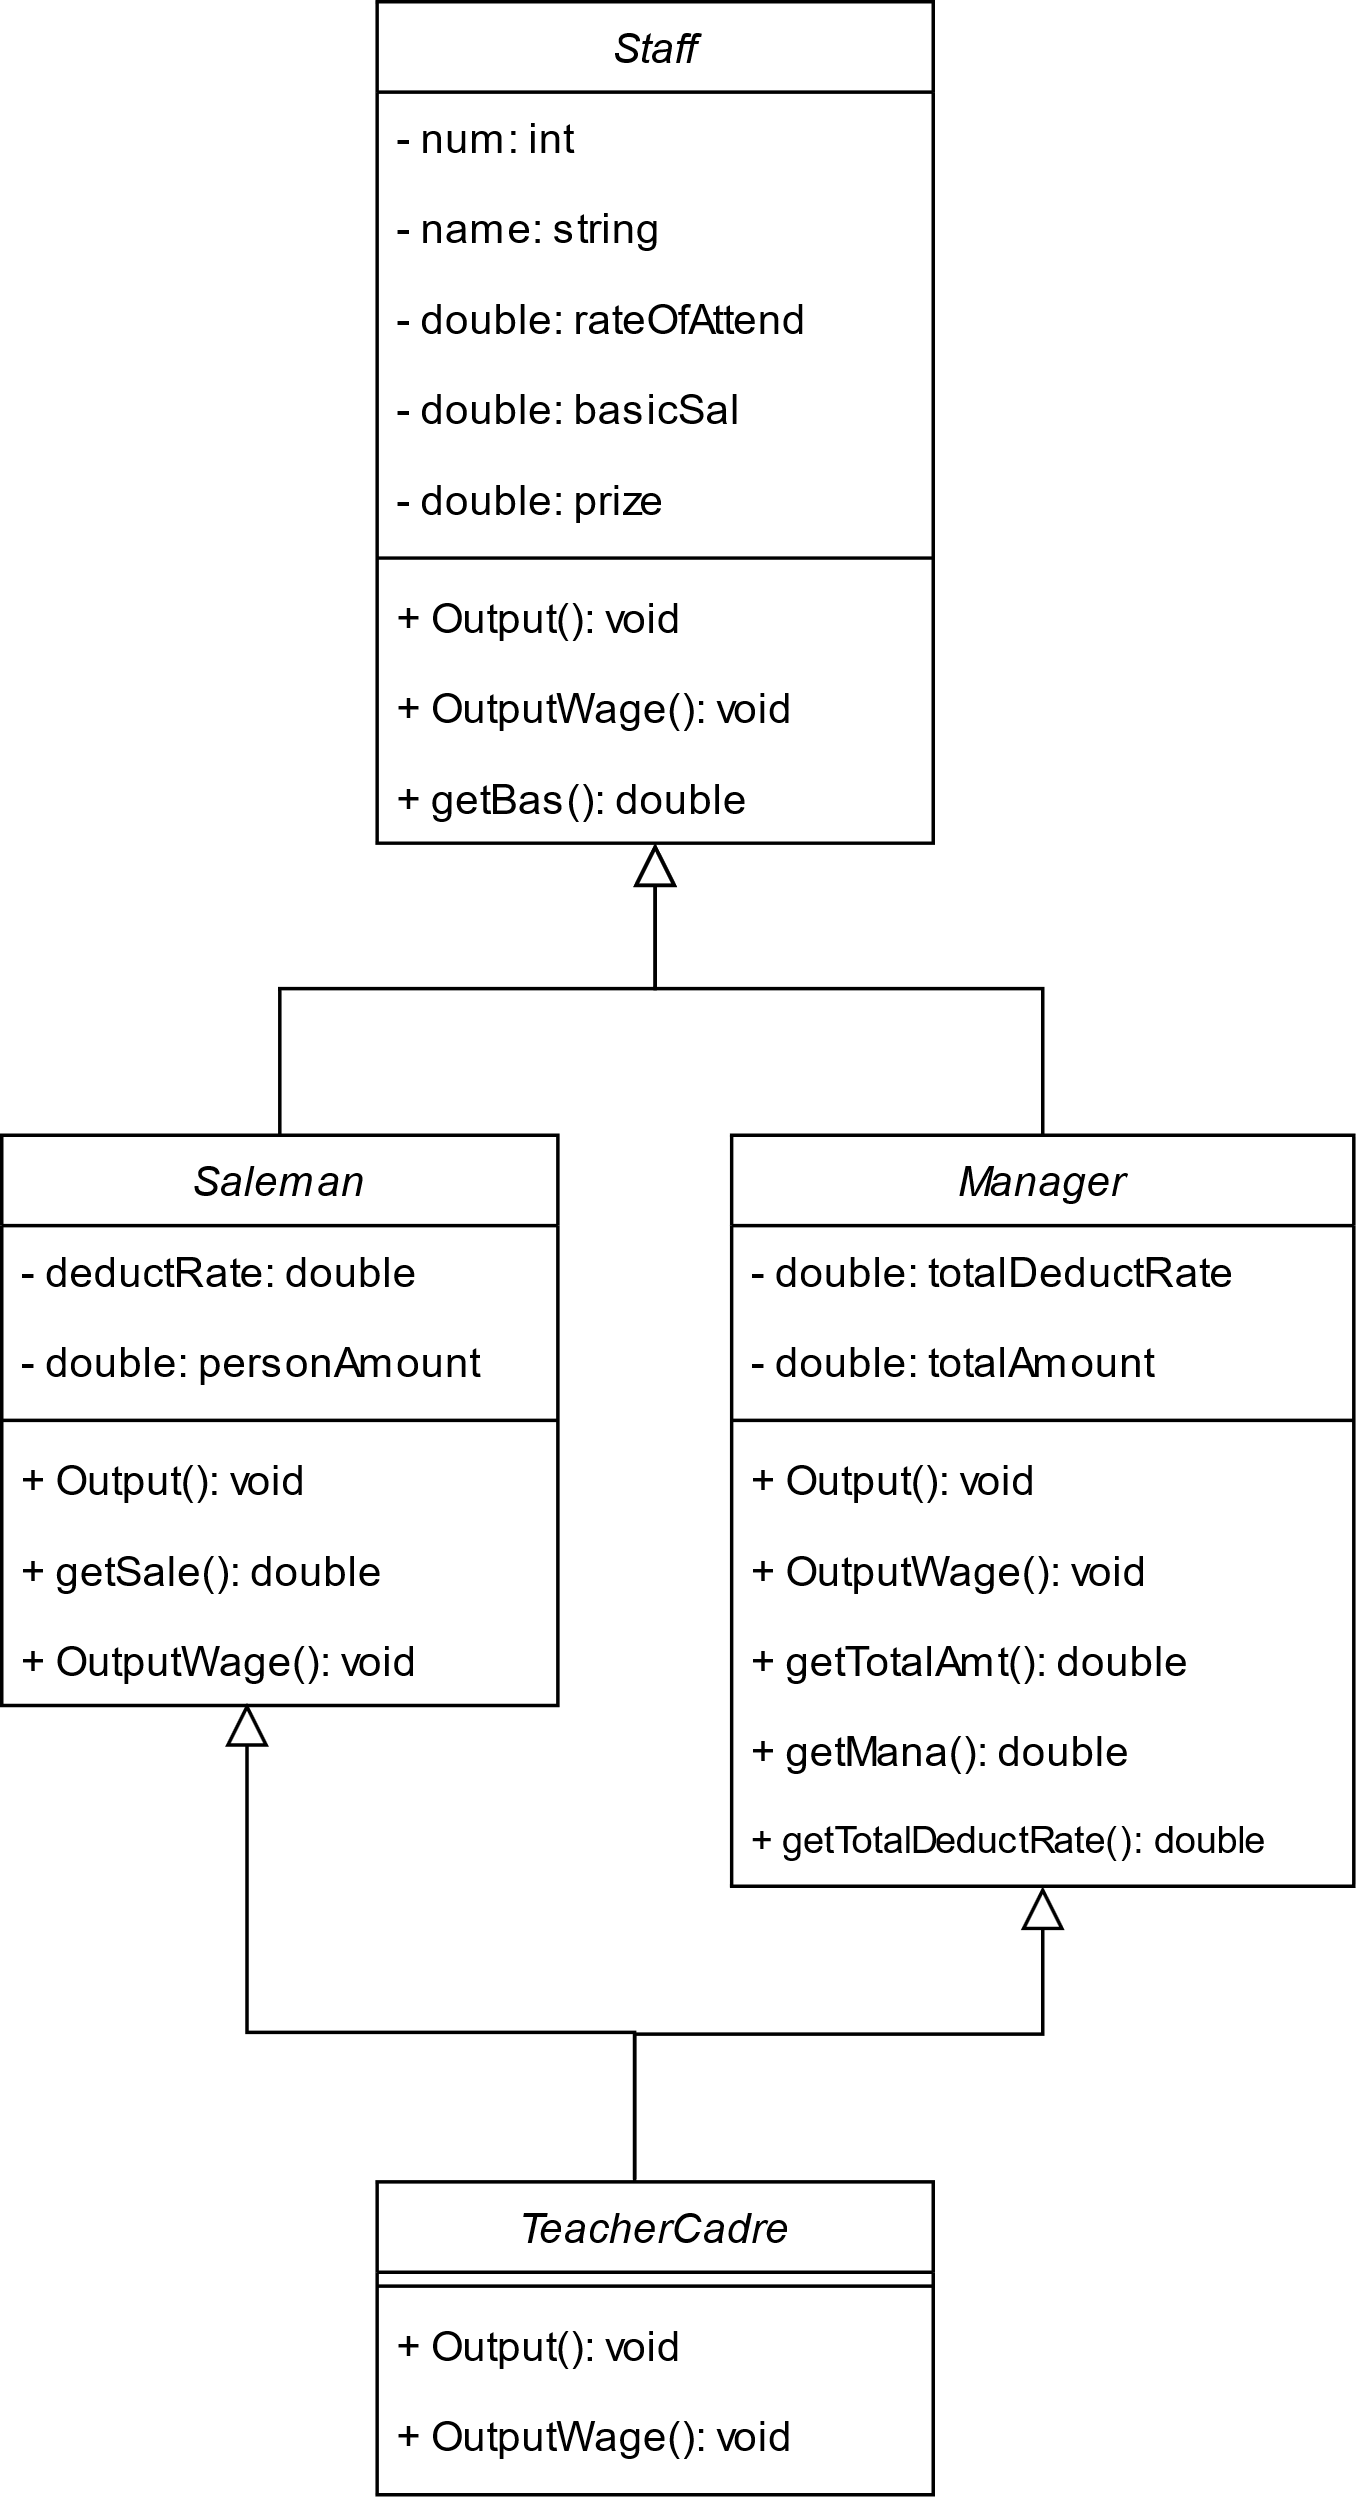 Staff
- num: int
- name: string
- double: rateOfAttend
- double: basicSal
- double: prize
+ Output(): void
+ OutputWage(): void
+ getBas(): double
Saleman
- deductRate: double
- double: personAmount
+ Output(): void
+ getSale(): double
+ OutputWage(): void
Manager
- double: totalDeductRate
- double: totalAmount
+ Output(): void
+ OutputWage(): void
+ getTotalAmt(): double
+ getMana(): double
+ getTotalDeductRate(): double
TeacherCadre
+ Output(): void
+ OutputWage(): void